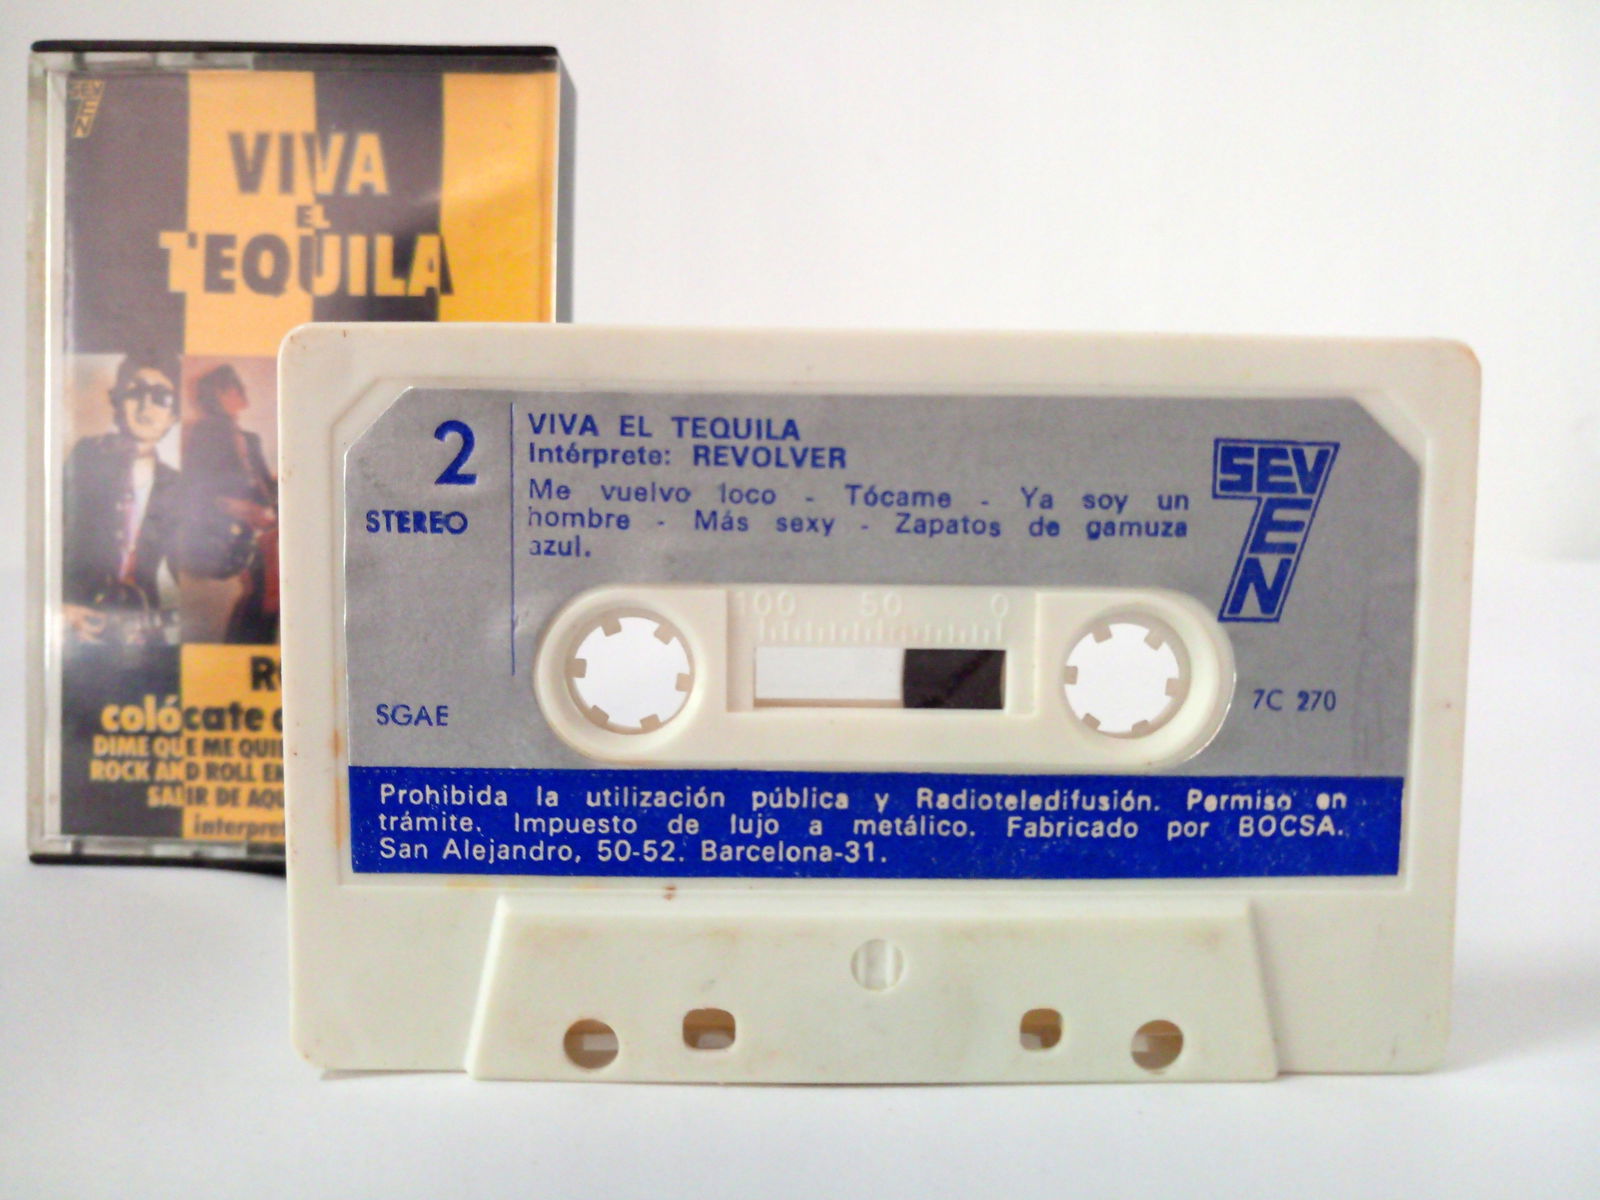 SEVEN
VIVA
EL
TEQUILA
colócate
DIME QUE ME
ROCK AND ROLL
SALIR DE
2
STEREO
SGAE
VIVA EL TEQUILA
Intérprete: REVOLVER
Me vuelvo loco - Tócame - Ya soy un
hombre - Más sexy - Zapatos de gamuza
azul.
SEVEN
100 50 0
7C 270
Prohibida la utilización pública y Radioteledifusión. Permiso en
trámite. Impuesto de lujo a metálico. Fabricado por BOCSA.
San Alejandro, 50-52. Barcelona-31.